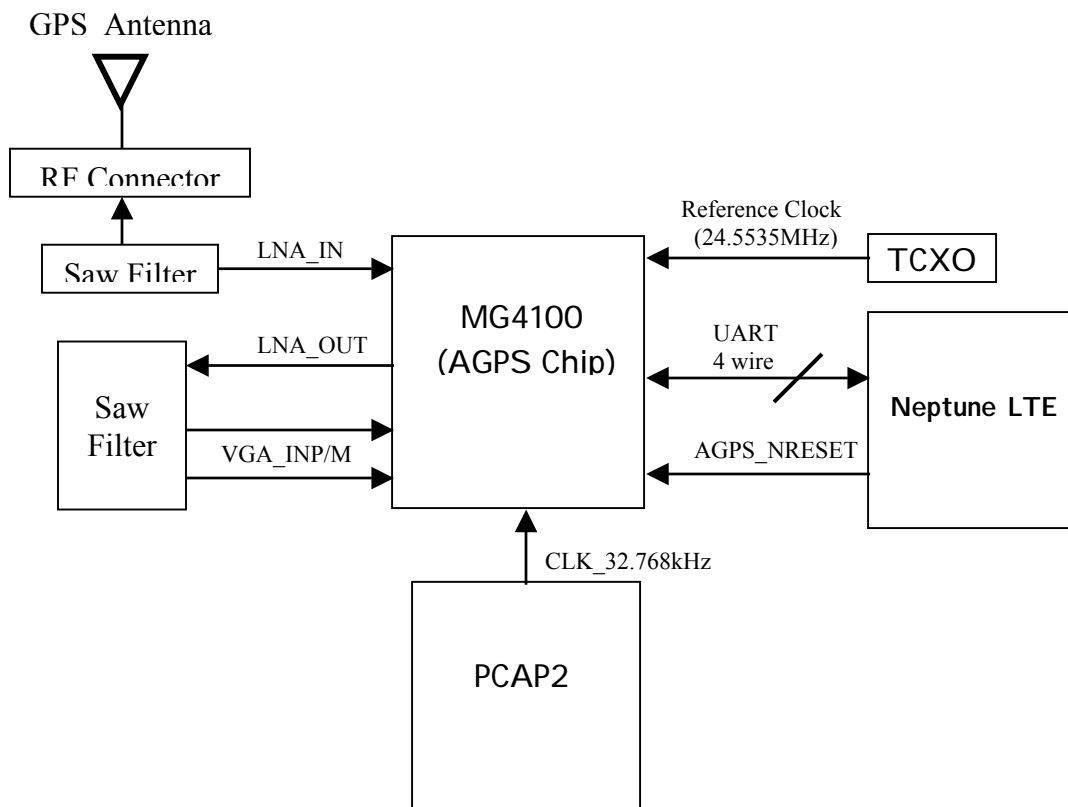 GPS Antenna
RF Connector
Saw Filter
LNA_IN
LNA_OUT
Saw
Filter
VGA_INP/M
MG4100
(AGPS Chip)
Reference Clock
(24.5535MHz)
TCXO
UART
4 wire
Neptune LTE
AGPS_NRESET
CLK_32.768kHz
PCAP2